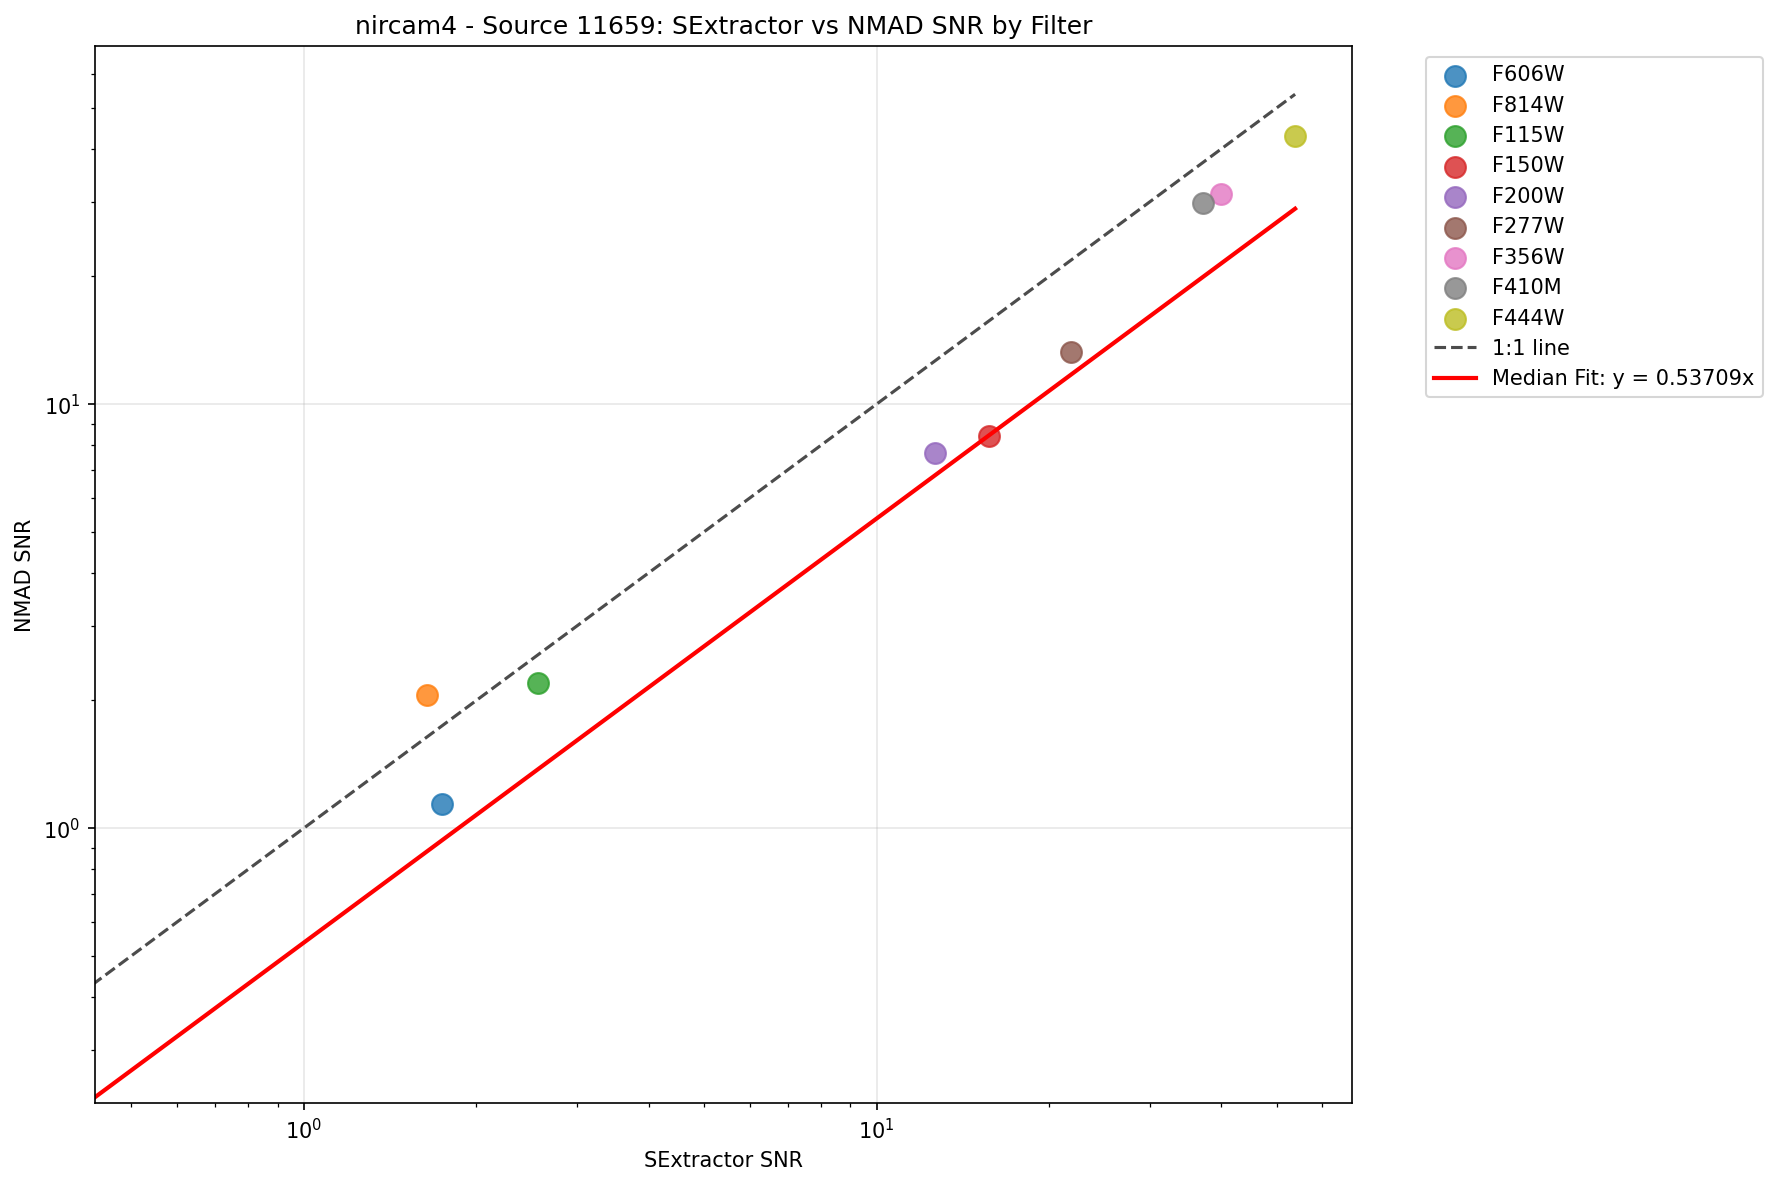 nircam4 - Source 11659: SExtractor vs NMAD SNR by Filter
F606W
F814W
F115W
F150W
F200W
F277W
F356W
F410M
F444W
1:1 line
Median Fit: y = 0.53709x
NMAD SNR
10¹
10⁰
10⁰
10¹
SExtractor SNR